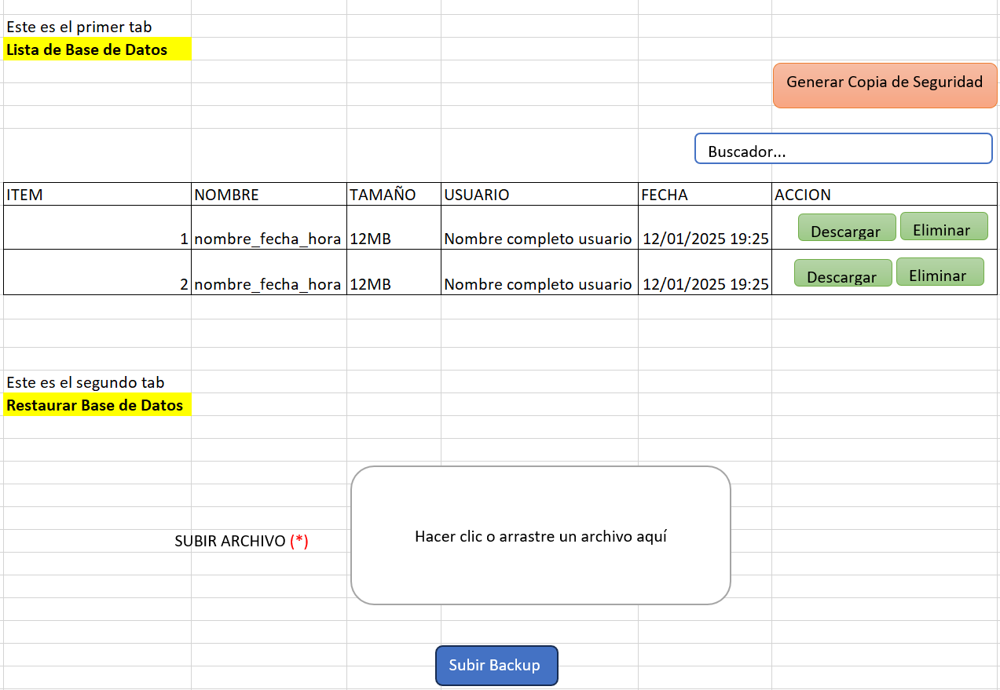 Este es el primer tab
Lista de Base de Datos
Generar Copia de Seguridad
Buscador...
ITEM NOMBRE TAMAÑO USUARIO FECHA ACCION
1 nombre_fecha_hora 12MB Nombre completo usuario 12/01/2025 19:25 Descargar Eliminar
2 nombre_fecha_hora 12MB Nombre completo usuario 12/01/2025 19:25 Descargar Eliminar
Este es el segundo tab
Restaurar Base de Datos
SUBIR ARCHIVO (*) Hacer clic o arrastre un archivo aquí
Subir Backup